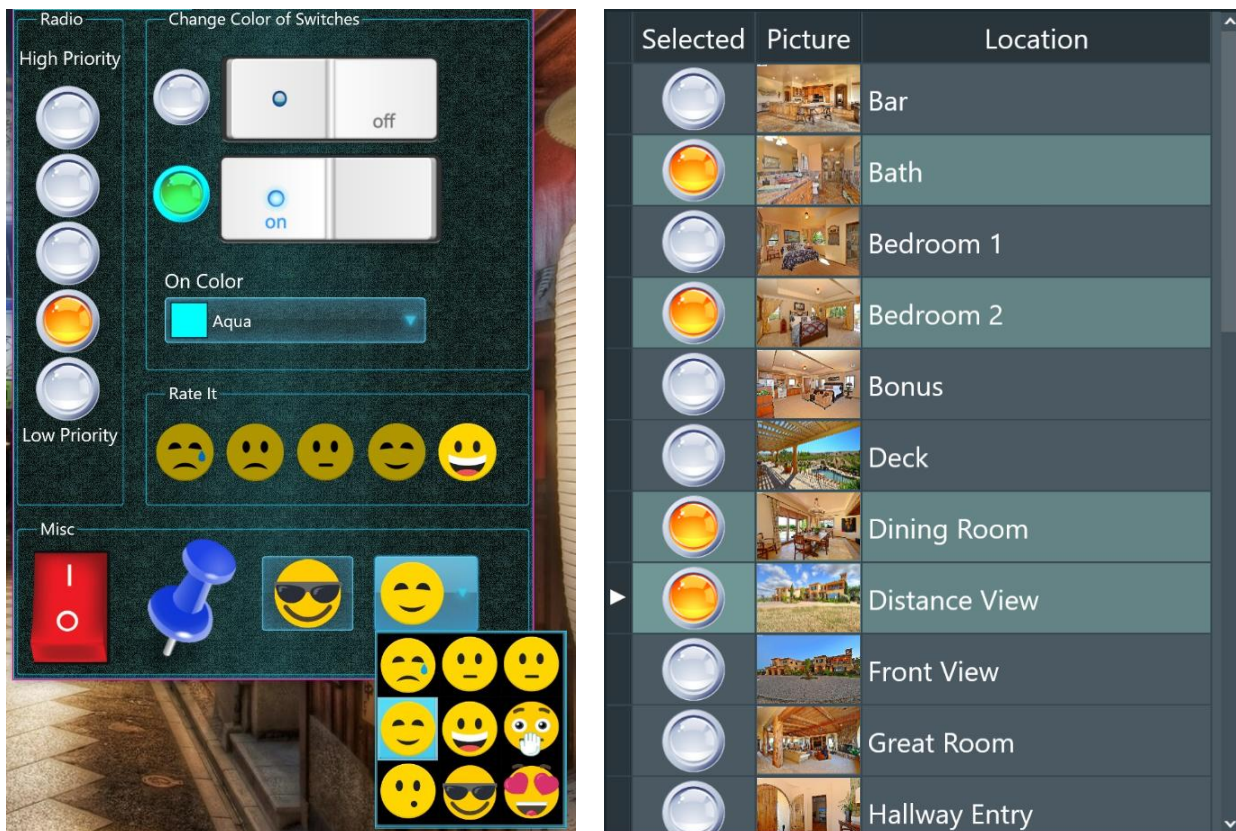 Radio
High Priority
Low Priority
Change Color of Switches
off
on
On Color
Aqua
Rate It
Misc
Selected Picture Location
Bar
Bath
Bedroom 1
Bedroom 2
Bonus
Deck
Dining Room
Distance View
Front View
Great Room
Hallway Entry